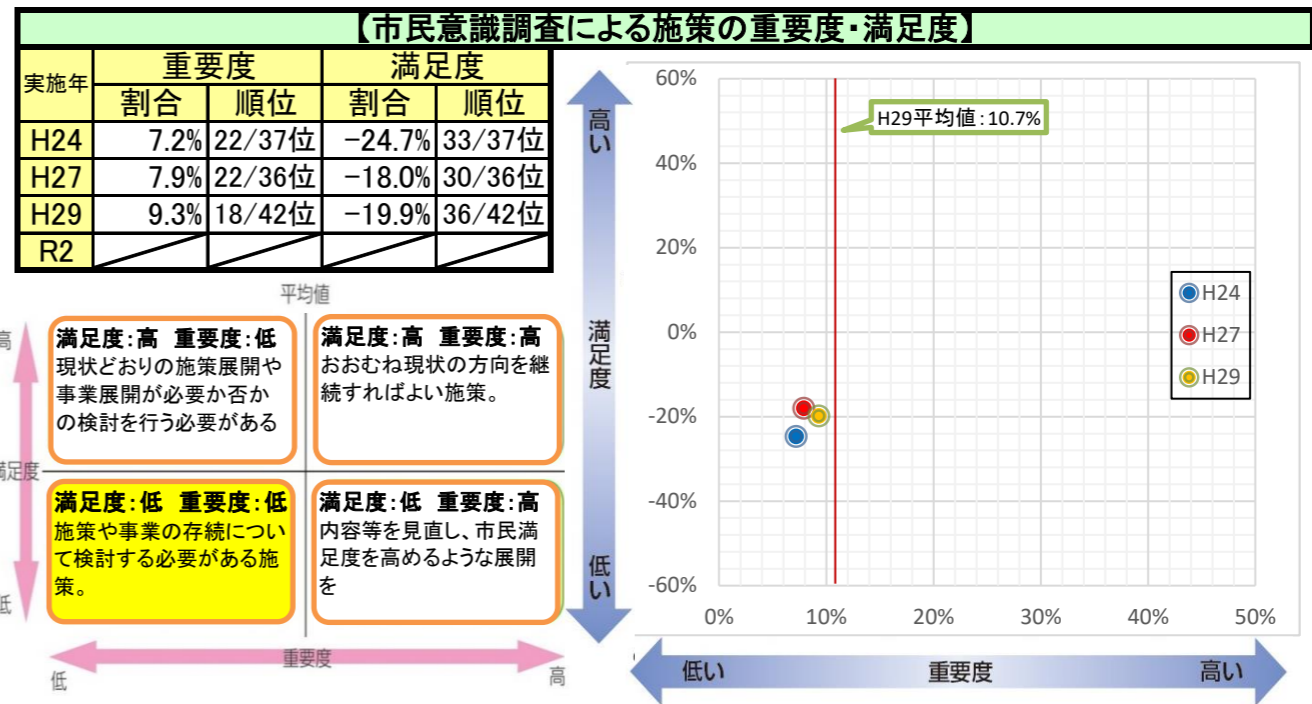 【市民意識調査による施策の重要度・満足度】
実施年 重要度 満足度
割合 順位 割合 順位
H24 7.2% 22/37位 -24.7% 33/37位
H27 7.9% 22/36位 -18.0% 30/36位
H29 9.3% 18/42位 -19.9% 36/42位
R2
平均値
高
満足度:高 重要度:低
現状どおりの施策展開や
事業展開が必要か否か
の検討を行う必要がある
満足度:高 重要度:高
おおむね現状の方向を継
続すればよい施策。
満足度
満足度:低 重要度:低
施策や事業の存続につい
て検討する必要がある施
策。
満足度:低 重要度:高
内容等を見直し、市民満
足度を高めるような展開
を
低
重要度
低
高
高い
満足度
低い
60%
40%
20%
0%
-20%
-40%
-60%
H29平均値:10.7%
H24
H27
H29
0% 10% 20% 30% 40% 50%
低い 重要度 高い